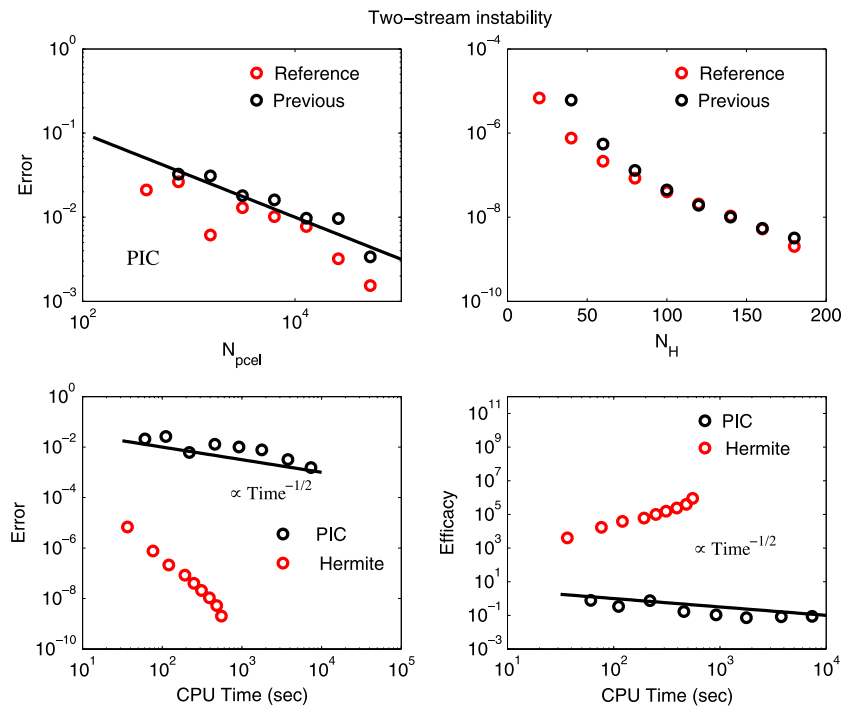 Two−stream instability
10^0
10^-1
10^-2
10^-3
Error
Reference
Previous
PIC
10^2
10^4
N_pcel
10^-4
10^-6
10^-8
10^-10
Reference
Previous
0
50
100
150
200
N_H
10^0
10^-2
10^-4
10^-6
10^-8
10^-10
Error
∝ Time^-1/2
PIC
Hermite
10^1
10^2
10^3
10^4
10^5
CPU Time (sec)
10^11
10^9
10^7
10^5
10^3
10^1
10^-1
10^-3
Efficacy
PIC
Hermite
∝ Time^-1/2
10^1
10^2
10^3
10^4
CPU Time (sec)